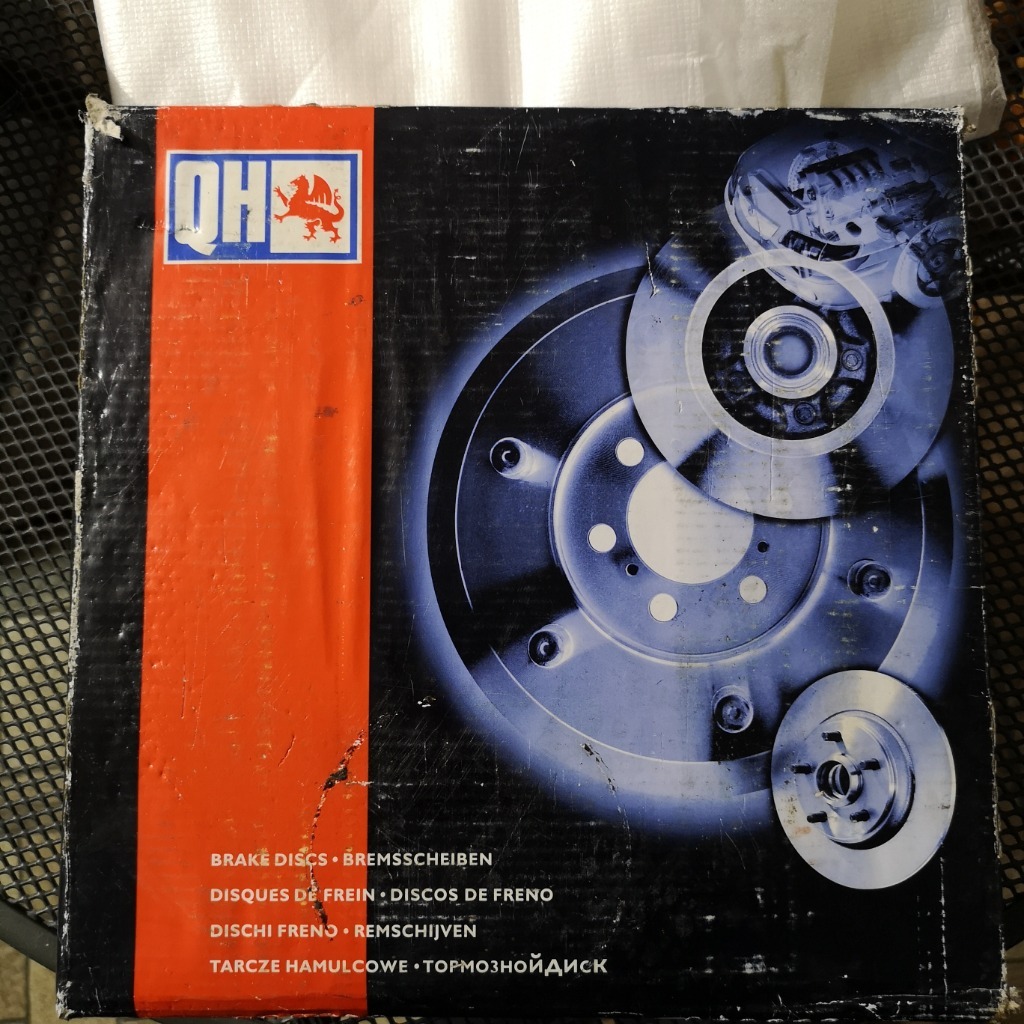 QH
BRAKE DISCS • BREMSSCHEIBEN
DISQUES DE FREIN • DISCOS DE FRENO
DISCHI FRENO • REMSCHIJVEN
TARCZE HAMULCOWE • ТОРМОЗНОЙДИСК